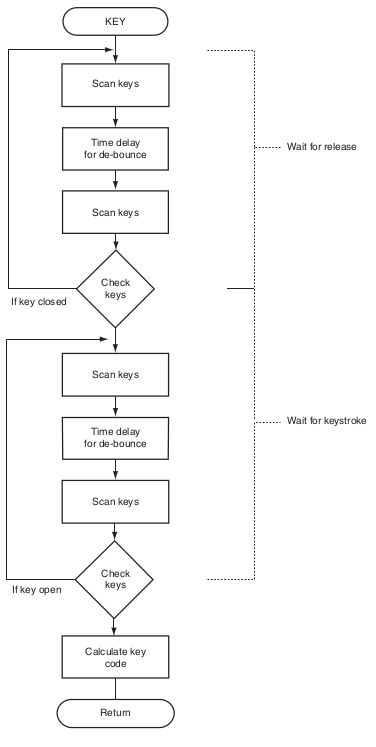 KEY
Scan keys
Time delay
for de-bounce
Wait for release
Scan keys
Check
keys
If key closed
Scan keys
Time delay
for de-bounce
Wait for keystroke
Scan keys
Check
keys
If key open
Calculate key
code
Return